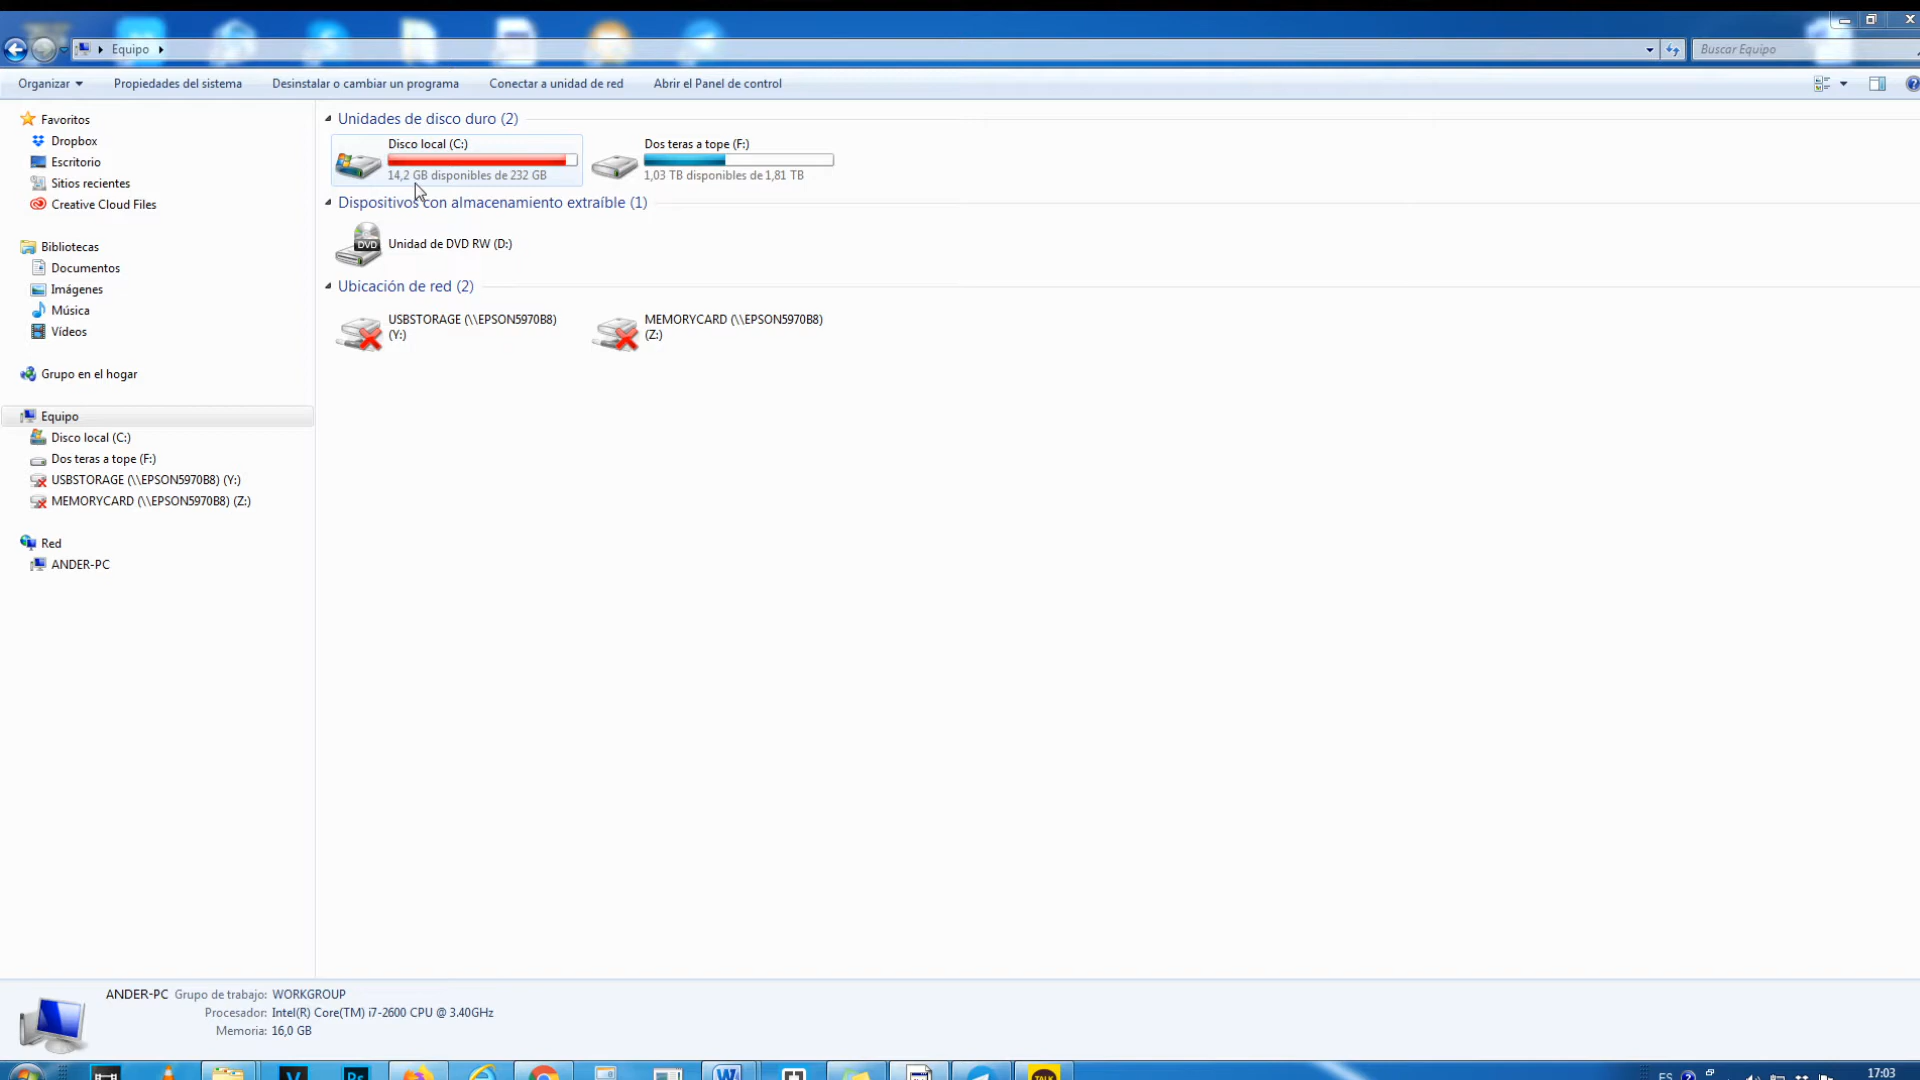 Equipo
Buscar Equipo
Organizar
Propiedades del sistema
Desinstalar o cambiar un programa
Conectar a unidad de red
Abrir el Panel de control
Favoritos
Dropbox
Escritorio
Sitios recientes
Creative Cloud Files
Bibliotecas
Documentos
Imágenes
Música
Vídeos
Grupo en el hogar
Equipo
Disco local (C:)
Dos teras a tope (F:)
USBSTORAGE (\\EPSON5970B8) (Y:)
MEMORYCARD (\\EPSON5970B8) (Z:)
Red
ANDER-PC
Unidades de disco duro (2)
Disco local (C:)
14,2 GB disponibles de 232 GB
Dos teras a tope (F:)
1,03 TB disponibles de 1,81 TB
Dispositivos con almacenamiento extraíble (1)
DVD
Unidad de DVD RW (D:)
Ubicación de red (2)
USBSTORAGE (\\EPSON5970B8)
(Y:)
MEMORYCARD (\\EPSON5970B8)
(Z:)
ANDER-PC Grupo de trabajo: WORKGROUP
Procesador: Intel(R) Core(TM) i7-2600 CPU @ 3.40GHz
Memoria: 16,0 GB
V
Ps
W
TALK
ES
17:03